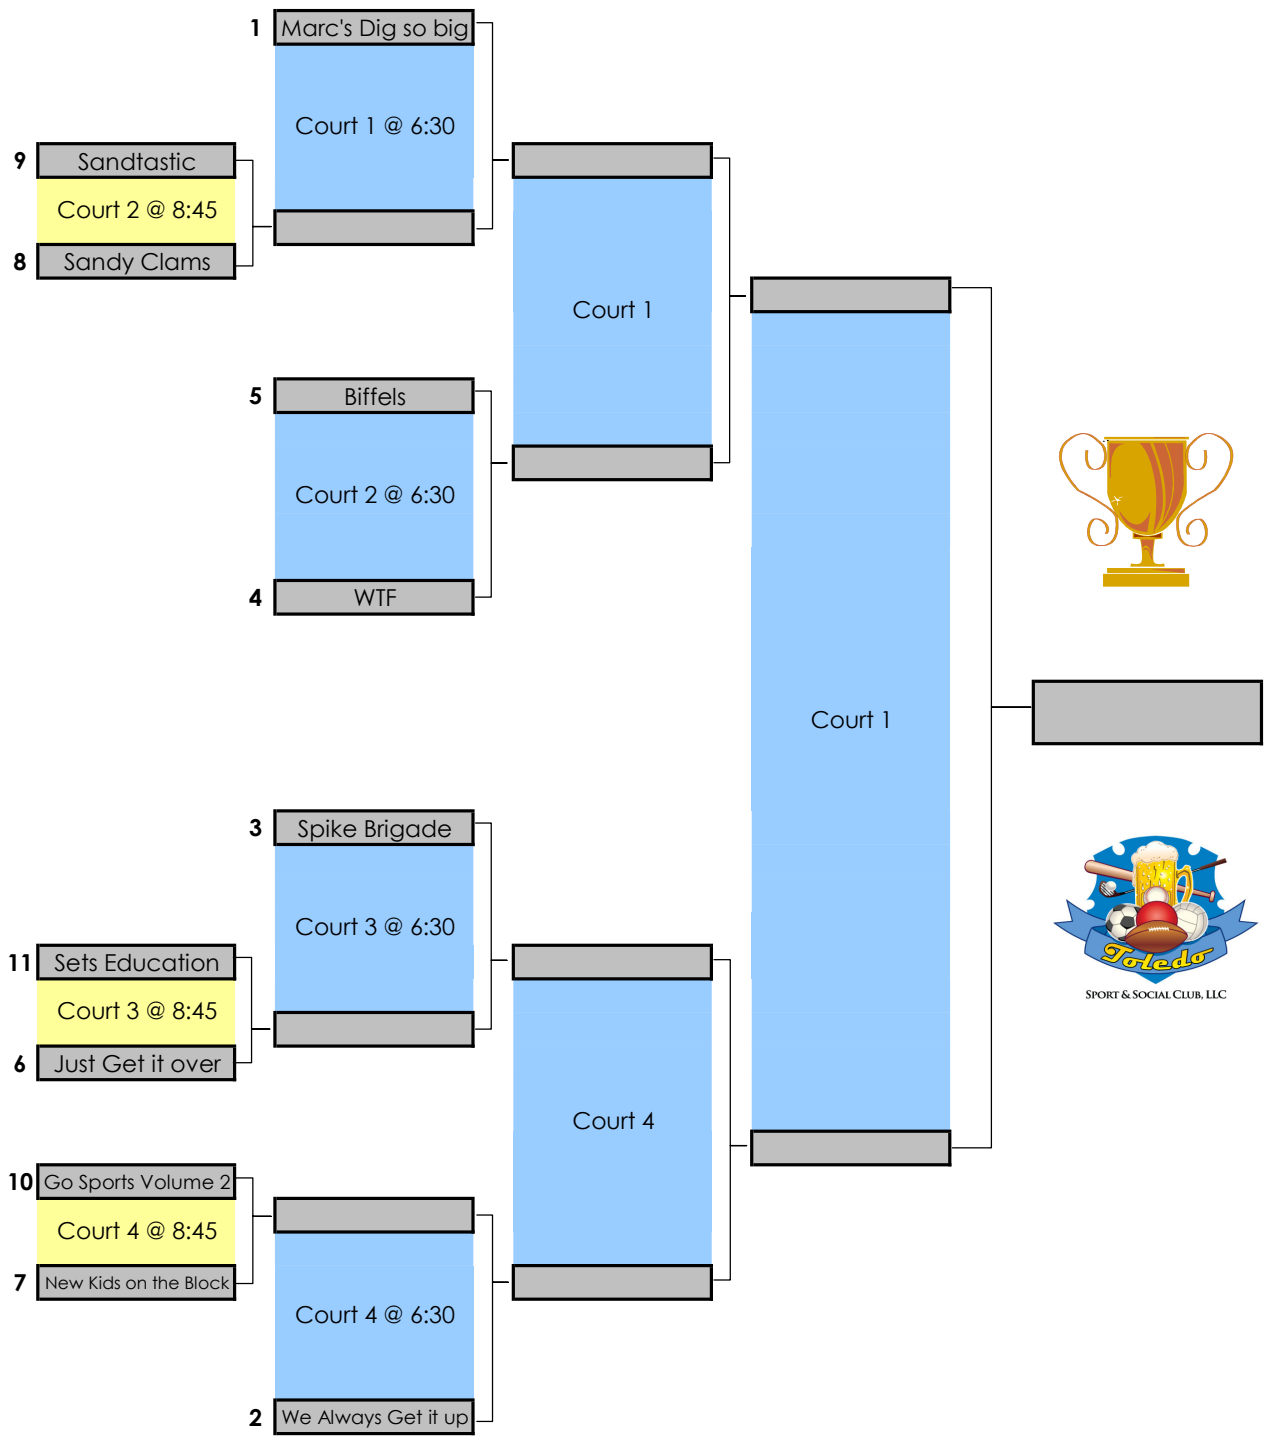 1 Marc's Dig so big
Court 1 @ 6:30
9 Sandtastic
Court 2 @ 8:45
8 Sandy Clams
Court 1
5 Biffels
Court 2 @ 6:30
4 WTF
Court 1
3 Spike Brigade
Court 3 @ 6:30
11 Sets Education
Court 3 @ 8:45
6 Just Get it over
Court 4
10 Go Sports Volume 2
Court 4 @ 8:45
7 New Kids on the Block
Court 4 @ 6:30
2 We Always Get it up
Toledo
SPORT & SOCIAL CLUB, LLC